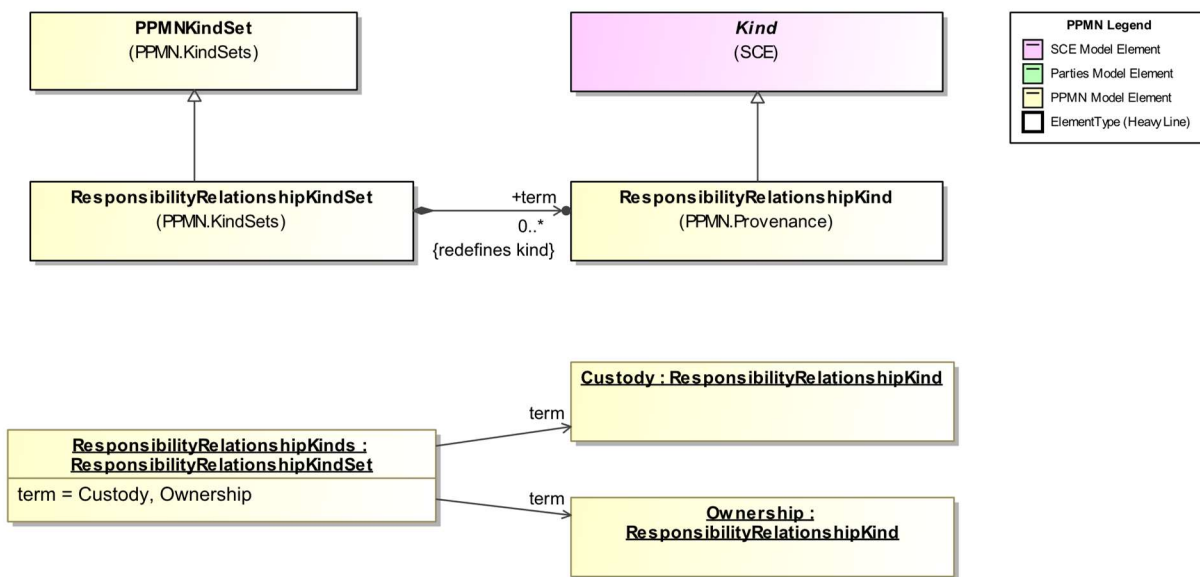 PPMNKindSet
(PPMN.KindSets)
Kind
(SCE)
PPMN Legend
SCE Model Element
Parties Model Element
PPMN Model Element
ElementType (Heavy Line)
ResponsibilityRelationshipKindSet
(PPMN.KindSets)
+term
0..*
{redefines kind}
ResponsibilityRelationshipKind
(PPMN.Provenance)
Custody : ResponsibilityRelationshipKind
term
ResponsibilityRelationshipKinds :
ResponsibilityRelationshipKindSet
term = Custody, Ownership
term
Ownership :
ResponsibilityRelationshipKind